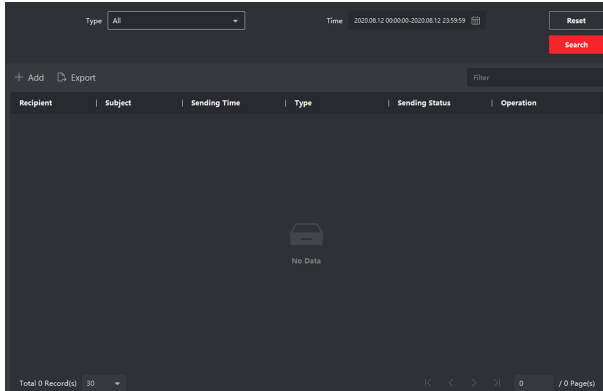 Type All Time 2020.08.12 00:00:00-2020.08.12 23:59:59 Reset
Search
Add Export Filter
Recipient Subject Sending Time Type Sending Status Operation
No Data
Total 0 Record(s) 30 0 / 0 Page(s)